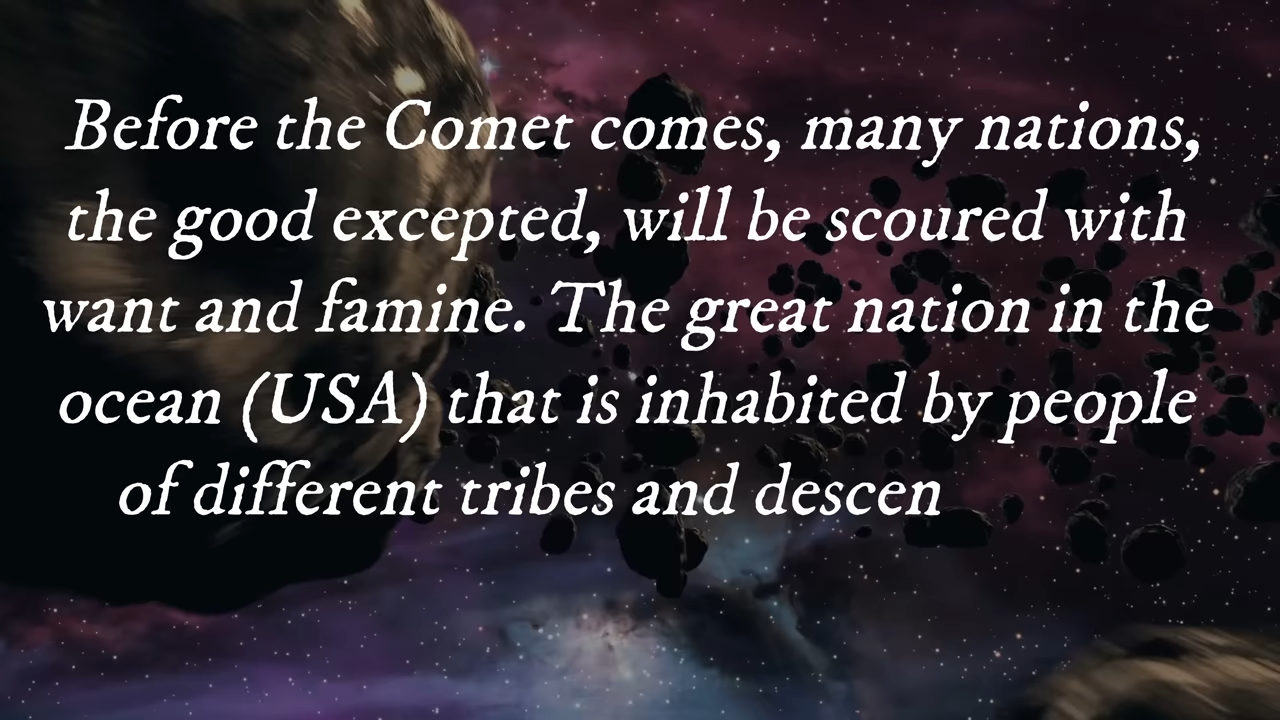 Before the Comet comes, many nations,
the good excepted, will be scoured with
want and famine. The great nation in the
ocean (USA) that is inhabited by people
of different tribes and descen